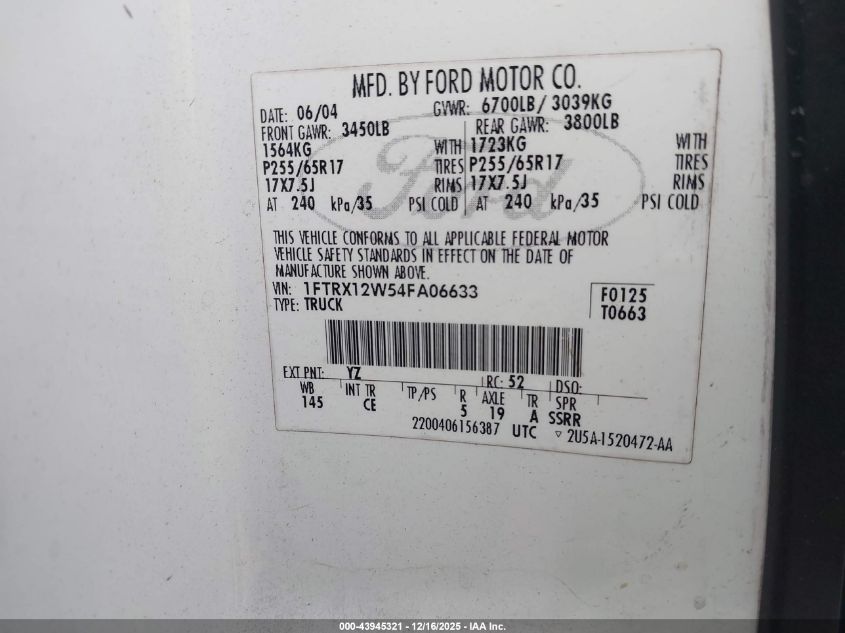 MFD. BY FORD MOTOR CO.
DATE: 06/04 GVWR: 6700LB/ 3039KG
FRONT GAWR: 3450LB REAR GAWR: 3800LB
1564KG WITH 1723KG WITH
P255/65R17 TIRES P255/65R17 TIRES
17X7.5J RIMS 17X7.5J RIMS
AT 240 kPa/35 PSI COLD AT 240 kPa/35 PSI COLD
Ford
THIS VEHICLE CONFORMS TO ALL APPLICABLE FEDERAL MOTOR
VEHICLE SAFETY STANDARDS IN EFFECT ON THE DATE OF
MANUFACTURE SHOWN ABOVE.
VIN: 1FTRX12W54FA06633 F0125
TYPE: TRUCK T0663
EXT PNT: YZ RC: 52 DSO:
WB INT TR TP/PS R AXLE TR SPR
145 CE 5 19 A SSRR
2200406156387 UTC ▽ 2U5A-1520472-AA
000-43945321 - 12/16/2025 - IAA Inc.